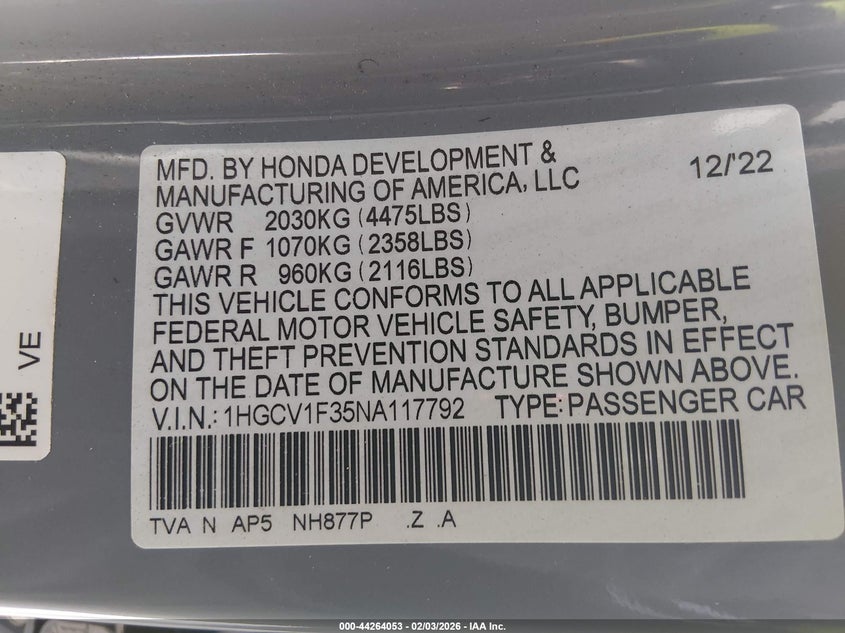 MFD. BY HONDA DEVELOPMENT &
MANUFACTURING OF AMERICA, LLC
12/'22
GVWR 2030KG (4475LBS)
GAWR F 1070KG (2358LBS)
GAWR R 960KG (2116LBS)
THIS VEHICLE CONFORMS TO ALL APPLICABLE
FEDERAL MOTOR VEHICLE SAFETY, BUMPER,
AND THEFT PREVENTION STANDARDS IN EFFECT
ON THE DATE OF MANUFACTURE SHOWN ABOVE.
V.I.N.: 1HGCV1F35NA117792 TYPE: PASSENGER CAR
TVA N AP5 NH877P .Z .A
VE
000-44264053 - 02/03/2026 - IAA Inc.